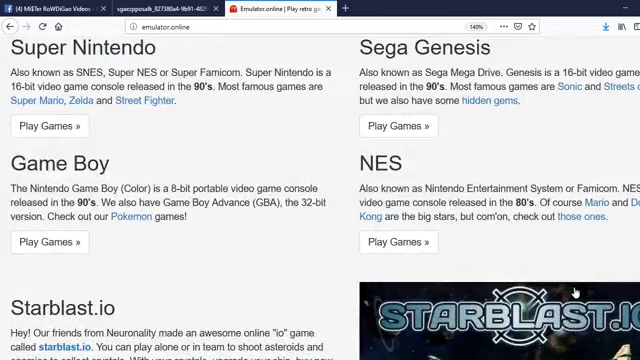 (4) Mi$Ter RoWDiGao Videos
sgaezpposalk_827380a4-9b91-482f
Emulator.online | Play retro ga
emulator.online
140%
Super Nintendo
Also known as SNES, Super NES or Super Famicom. Super Nintendo is a
16-bit video game console released in the 90's. Most famous games are
Super Mario, Zelda and Street Fighter.
Play Games »
Sega Genesis
Also known as Sega Mega Drive. Genesis is a 16-bit video game
released in the 90's. Most famous games are Sonic and Streets o
but we also have some hidden gems.
Play Games »
Game Boy
The Nintendo Game Boy (Color) is a 8-bit portable video game console
released in the 90's. We also have Game Boy Advance (GBA), the 32-bit
version. Check out our Pokemon games!
Play Games »
NES
Also known as Nintendo Entertainment System or Famicom. NES
video game console released in the 80's. Of course Mario and Do
Kong are the big stars, but com'on, check out those ones.
Play Games »
Starblast.io
Hey! Our friends from Neuronality made an awesome online "io" game
called starblast.io. You can play alone or in team to shoot asteroids and
STARBLAST.IO